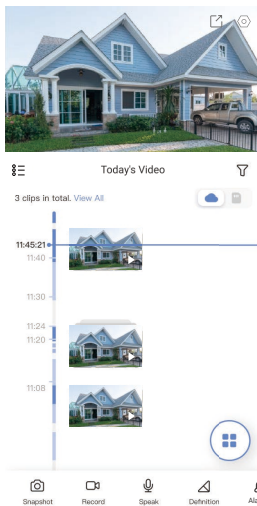 Today's Video
3 clips in total. View All
11:45:21
11:40
11:30
11:24
11:20
11:08
Snapshot
Record
Speak
Definition
Ala